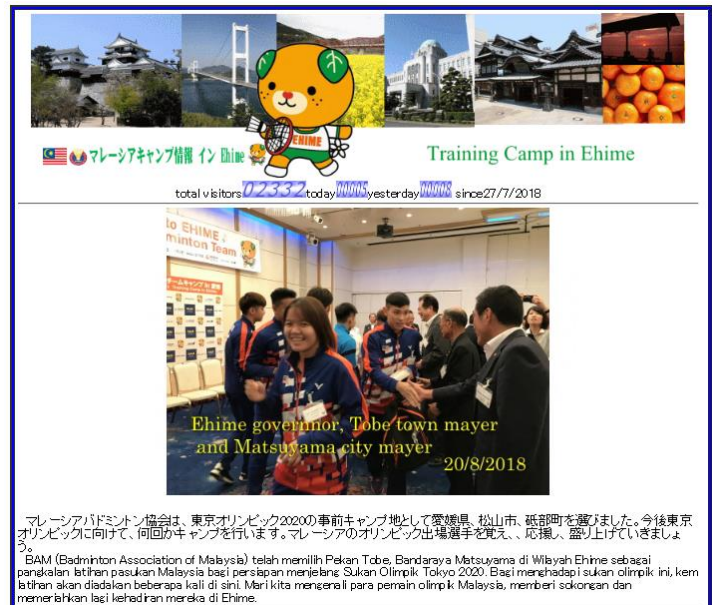 EHIME
マレーシアキャンプ情報 イン Ehime
Training Camp in Ehime
total visitors 02332 today 00005 yesterday 00008 since27/7/2018
to EHIME
dminton Team
Ehime governnor, Tobe town mayer
and Matsuyama city mayer
20/8/2018
マレーシアバドミントン協会は、東京オリンピック2020の事前キャンプ地として愛媛県、松山市、砥部町を選びました。今後東京
オリンピックに向けて、何回かキャンプを行います。マレーシアのオリンピック出場選手を覚え、、応援し、盛り上げていきましょ
う。
BAM (Badminton Association of Malaysia) telah memilih Pekan Tobe, Bandaraya Matsuyama di Wilayah Ehime sebagai
pangkalan latihan pasukan Malaysia bagi persiapan menjelang Sukan Olimpik Tokyo 2020. Bagi menghadapi sukan olimpik ini, kem
latihan akan diadakan beberapa kali di sini. Mari kita mengenali para pemain olimpik Malaysia, memberi sokongan dan
memeriahkan lagi kehadiran mereka di Ehime.